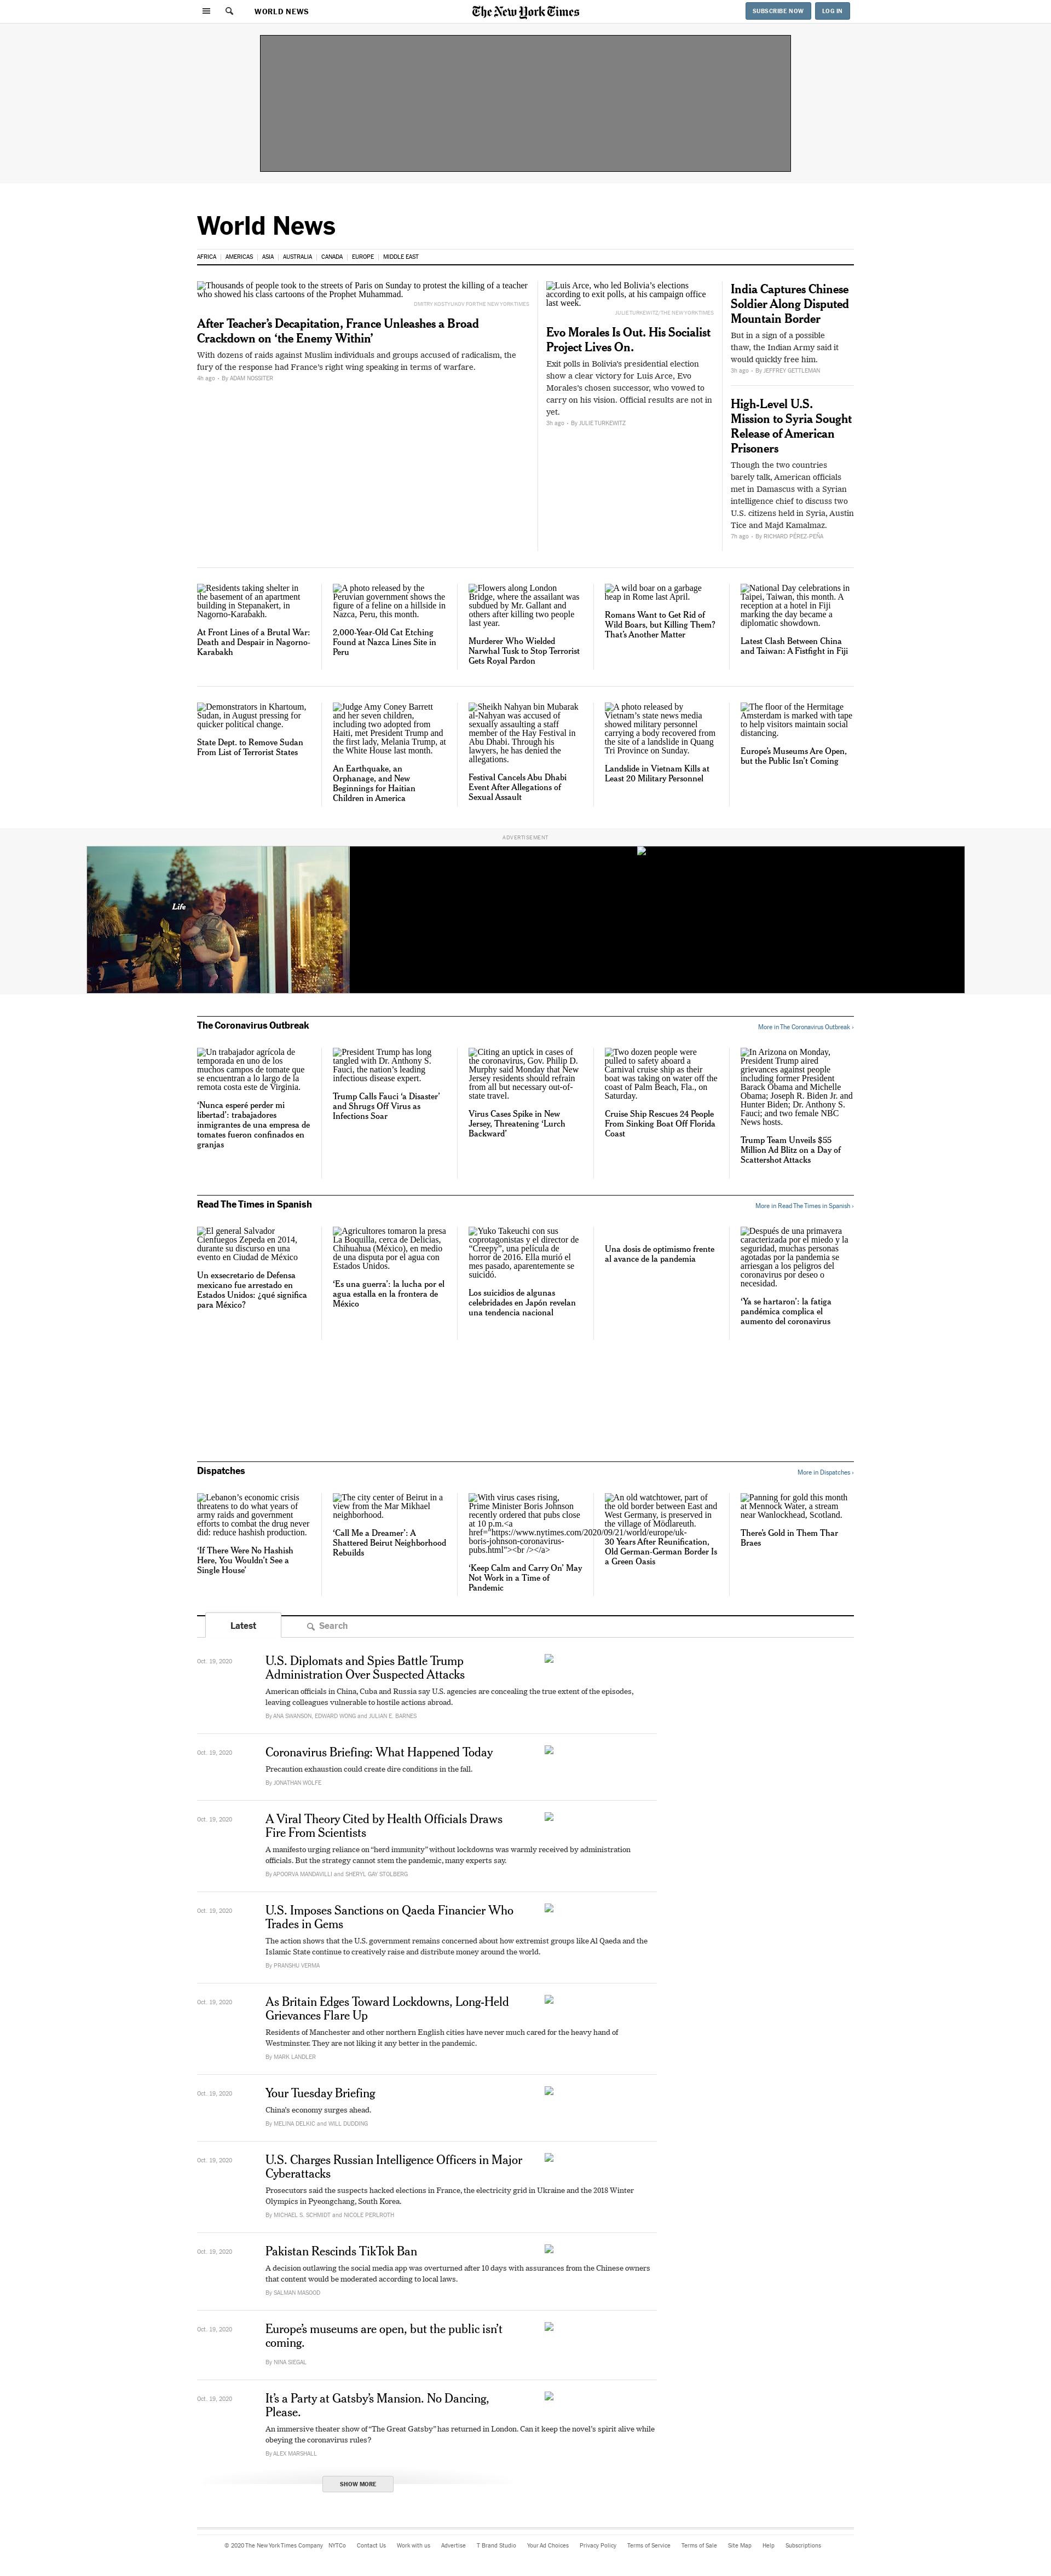 WORLD NEWS
The New York Times
SUBSCRIBE NOW
LOG IN
World News
AFRICA
AMERICAS
ASIA
AUSTRALIA
CANADA
EUROPE
MIDDLE EAST
Thousands of people took to the streets of Paris on Sunday to protest the killing of a teacher
who showed his class cartoons of the Prophet Muhammad.
DMITRY KOSTYUKOV FOR THE NEW YORK TIMES
After Teacher's Decapitation, France Unleashes a Broad
Crackdown on ‘the Enemy Within’
With dozens of raids against Muslim individuals and groups accused of radicalism, the
fury of the response had France's right wing speaking in terms of warfare.
4h ago - By ADAM NOSSITER
Luis Arce, who led Bolivia's elections
according to exit polls, at his campaign office
last week.
JULIE TURKEWITZ/THE NEW YORK TIMES
Evo Morales Is Out. His Socialist
Project Lives On.
Exit polls in Bolivia's presidential election
show a clear victory for Luis Arce, Evo
Morales's chosen successor, who vowed to
carry on his vision. Official results are not in
yet.
3h ago - By JULIE TURKEWITZ
India Captures Chinese
Soldier Along Disputed
Mountain Border
But in a sign of a possible
thaw, the Indian Army said it
would quickly free him.
3h ago - By JEFFREY GETTLEMAN
High-Level U.S.
Mission to Syria Sought
Release of American
Prisoners
Though the two countries
barely talk, American officials
met in Damascus with a Syrian
intelligence chief to discuss two
U.S. citizens held in Syria, Austin
Tice and Majd Kamalmaz.
7h ago - By RICHARD PÉREZ-PEÑA
Residents taking shelter in
the basement of an apartment
building in Stepanakert, in
Nagorno-Karabakh.
At Front Lines of a Brutal War:
Death and Despair in Nagorno-
Karabakh
A photo released by the
Peruvian government shows the
figure of a feline on a hillside in
Nazca, Peru, this month.
2,000-Year-Old Cat Etching
Found at Nazca Lines Site in
Peru
Flowers along London
Bridge, where the assailant was
subdued by Mr. Gallant and
others after killing two people
last year.
Murderer Who Wielded
Narwhal Tusk to Stop Terrorist
Gets Royal Pardon
A wild boar on a garbage
heap in Rome last April.
Romans Want to Get Rid of
Wild Boars, but Killing Them?
That's Another Matter
National Day celebrations in
Taipei, Taiwan, this month. A
reception at a hotel in Fiji
marking the day became a
diplomatic showdown.
Latest Clash Between China
and Taiwan: A Fistfight in Fiji
Demonstrators in Khartoum,
Sudan, in August pressing for
quicker political change.
State Dept. to Remove Sudan
From List of Terrorist States
Judge Amy Coney Barrett
and her seven children,
including two adopted from
Haiti, met President Trump and
the first lady, Melania Trump, at
the White House last month.
An Earthquake, an
Orphanage, and New
Beginnings for Haitian
Children in America
Sheikh Nahyan bin Mubarak
al-Nahyan was accused of
sexually assaulting a staff
member of the Hay Festival in
Abu Dhabi. Through his
lawyers, he has denied the
allegations.
Festival Cancels Abu Dhabi
Event After Allegations of
Sexual Assault
A photo released by
Vietnam's state news media
showed military personnel
carrying a body recovered from
the site of a landslide in Quang
Tri Province on Sunday.
Landslide in Vietnam Kills at
Least 20 Military Personnel
The floor of the Hermitage
Amsterdam is marked with tape
to help visitors maintain social
distancing.
Europe's Museums Are Open,
but the Public Isn't Coming
ADVERTISEMENT
Life
The Coronavirus Outbreak
More in The Coronavirus Outbreak ›
Un trabajador agrícola de
temporada en uno de los
muchos campos de tomate que
se encuentran a lo largo de la
remota costa este de Virginia.
‘Nunca esperé perder mi
libertad’: trabajadores
inmigrantes de una empresa de
tomates fueron confinados en
granjas
President Trump has long
tangled with Dr. Anthony S.
Fauci, the nation's leading
infectious disease expert.
Trump Calls Fauci ‘a Disaster’
and Shrugs Off Virus as
Infections Soar
Citing an uptick in cases of
the coronavirus, Gov. Philip D.
Murphy said Monday that New
Jersey residents should refrain
from all but necessary out-of-
state travel.
Virus Cases Spike in New
Jersey, Threatening ‘Lurch
Backward’
Two dozen people were
pulled to safety aboard a
Carnival cruise ship as their
boat was taking on water off the
coast of Palm Beach, Fla., on
Saturday.
Cruise Ship Rescues 24 People
From Sinking Boat Off Florida
Coast
In Arizona on Monday,
President Trump aired
grievances against people
including former President
Barack Obama and Michelle
Obama; Joseph R. Biden Jr. and
Hunter Biden; Dr. Anthony S.
Fauci; and two female NBC
News hosts.
Trump Team Unveils $55
Million Ad Blitz on a Day of
Scattershot Attacks
Read The Times in Spanish
More in Read The Times in Spanish ›
El general Salvador
Cienfuegos Zepeda en 2014,
durante su discurso en una
evento en Ciudad de México
Un exsecretario de Defensa
mexicano fue arrestado en
Estados Unidos: ¿qué significa
para México?
Agricultores tomaron la presa
La Boquilla, cerca de Delicias,
Chihuahua (México), en medio
de una disputa por el agua con
Estados Unidos.
‘Es una guerra’: la lucha por el
agua estalla en la frontera de
México
Yuko Takeuchi con sus
coprotagonistas y el director de
“Creepy”, una película de
horror de 2016. Ella murió el
mes pasado, aparentemente se
suicidó.
Los suicidios de algunas
celebridades en Japón revelan
una tendencia nacional
Una dosis de optimismo frente
al avance de la pandemia
Después de una primavera
caracterizada por el miedo y la
seguridad, muchas personas
agotadas por la pandemia se
arriesgan a los peligros del
coronavirus por deseo o
necesidad.
‘Ya se hartaron’: la fatiga
pandémica complica el
aumento del coronavirus
Dispatches
More in Dispatches ›
Lebanon's economic crisis
threatens to do what years of
army raids and government
efforts to combat the drug never
did: reduce hashish production.
‘If There Were No Hashish
Here, You Wouldn't See a
Single House’
The city center of Beirut in a
view from the Mar Mikhael
neighborhood.
‘Call Me a Dreamer’: A
Shattered Beirut Neighborhood
Rebuilds
With virus cases rising,
Prime Minister Boris Johnson
recently ordered that pubs close
at 10 p.m.<a
href="https://www.nytimes.com/2020/09/21/world/europe/uk-
boris-johnson-coronavirus-
pubs.html"><br /></a>
‘Keep Calm and Carry On’ May
Not Work in a Time of
Pandemic
An old watchtower, part of
the old border between East and
West Germany, is preserved in
the village of Mödlareuth.
30 Years After Reunification,
Old German-German Border Is
a Green Oasis
Panning for gold this month
at Mennock Water, a stream
near Wanlockhead, Scotland.
There's Gold in Them Thar
Braes
Latest
Search
Oct. 19, 2020
U.S. Diplomats and Spies Battle Trump
Administration Over Suspected Attacks
American officials in China, Cuba and Russia say U.S. agencies are concealing the true extent of the episodes,
leaving colleagues vulnerable to hostile actions abroad.
By ANA SWANSON, EDWARD WONG and JULIAN E. BARNES
Oct. 19, 2020
Coronavirus Briefing: What Happened Today
Precaution exhaustion could create dire conditions in the fall.
By JONATHAN WOLFE
Oct. 19, 2020
A Viral Theory Cited by Health Officials Draws
Fire From Scientists
A manifesto urging reliance on “herd immunity” without lockdowns was warmly received by administration
officials. But the strategy cannot stem the pandemic, many experts say.
By APOORVA MANDAVILLI and SHERYL GAY STOLBERG
Oct. 19, 2020
U.S. Imposes Sanctions on Qaeda Financier Who
Trades in Gems
The action shows that the U.S. government remains concerned about how extremist groups like Al Qaeda and the
Islamic State continue to creatively raise and distribute money around the world.
By PRANSHU VERMA
Oct. 19, 2020
As Britain Edges Toward Lockdowns, Long-Held
Grievances Flare Up
Residents of Manchester and other northern English cities have never much cared for the heavy hand of
Westminster. They are not liking it any better in the pandemic.
By MARK LANDLER
Oct. 19, 2020
Your Tuesday Briefing
China's economy surges ahead.
By MELINA DELKIC and WILL DUDDING
Oct. 19, 2020
U.S. Charges Russian Intelligence Officers in Major
Cyberattacks
Prosecutors said the suspects hacked elections in France, the electricity grid in Ukraine and the 2018 Winter
Olympics in Pyeongchang, South Korea.
By MICHAEL S. SCHMIDT and NICOLE PERLROTH
Oct. 19, 2020
Pakistan Rescinds TikTok Ban
A decision outlawing the social media app was overturned after 10 days with assurances from the Chinese owners
that content would be moderated according to local laws.
By SALMAN MASOOD
Oct. 19, 2020
Europe's museums are open, but the public isn't
coming.
By NINA SIEGAL
Oct. 19, 2020
It's a Party at Gatsby's Mansion. No Dancing,
Please.
An immersive theater show of “The Great Gatsby” has returned in London. Can it keep the novel's spirit alive while
obeying the coronavirus rules?
By ALEX MARSHALL
SHOW MORE
© 2020 The New York Times Company
NYTCo
Contact Us
Work with us
Advertise
T Brand Studio
Your Ad Choices
Privacy Policy
Terms of Service
Terms of Sale
Site Map
Help
Subscriptions